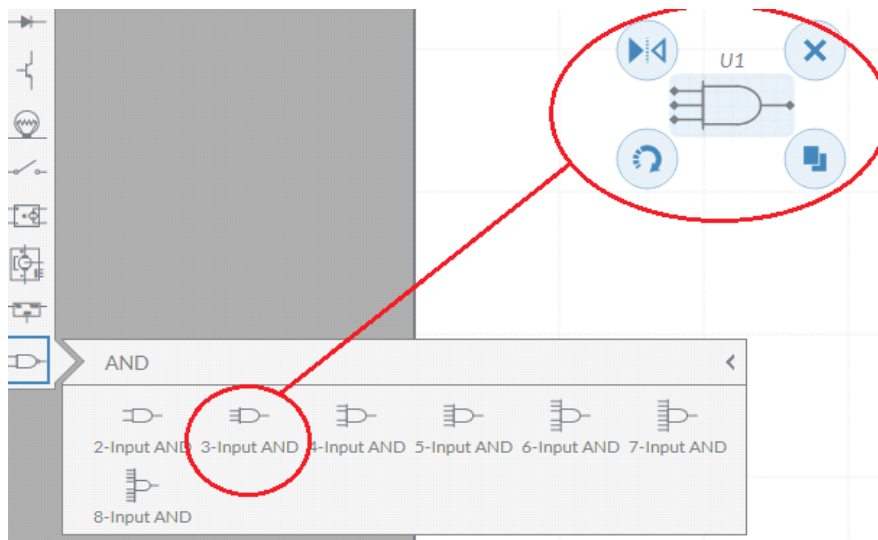 U1
AND
2-Input AND 3-Input AND 4-Input AND 5-Input AND 6-Input AND 7-Input AND
8-Input AND